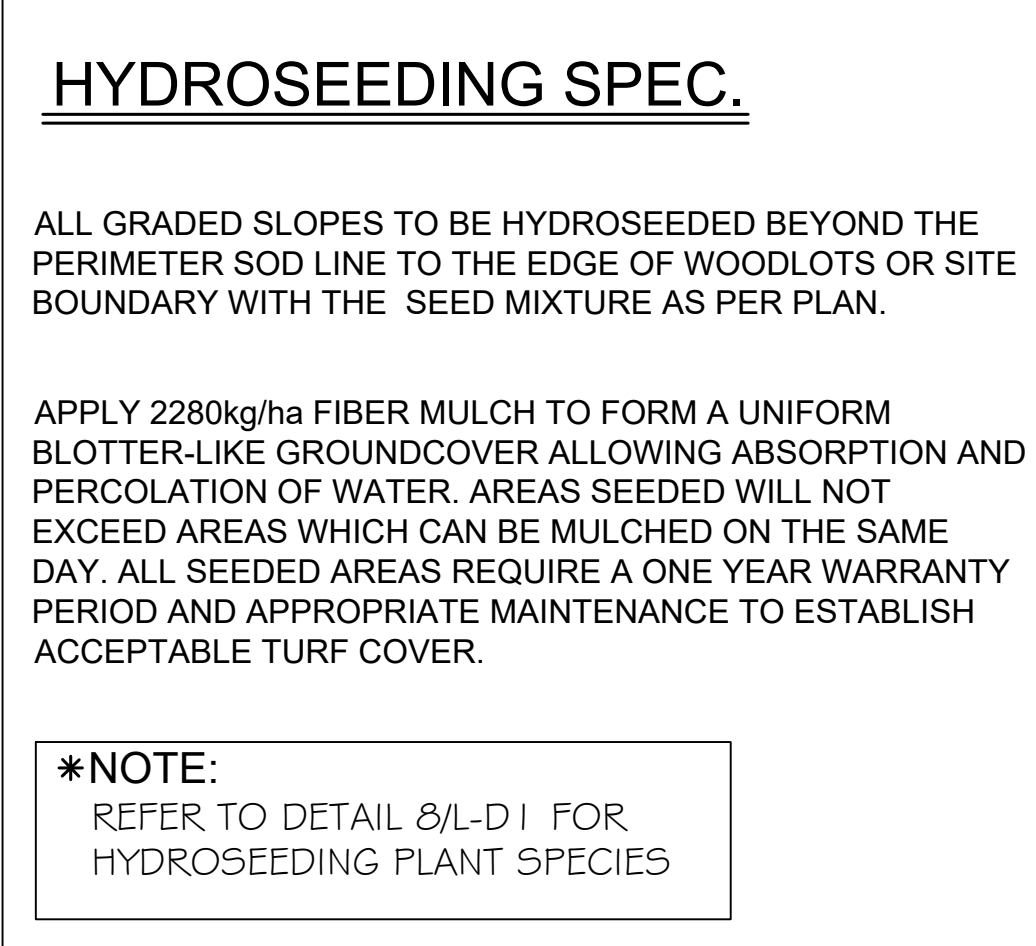 HYDROSEEDING SPEC.
ALL GRADED SLOPES TO BE HYDROSEEDED BEYOND THE
PERIMETER SOD LINE TO THE EDGE OF WOODLOTS OR SITE
BOUNDARY WITH THE SEED MIXTURE AS PER PLAN.
APPLY 2280kg/ha FIBER MULCH TO FORM A UNIFORM
BLOTTER-LIKE GROUNDCOVER ALLOWING ABSORPTION AND
PERCOLATION OF WATER. AREAS SEEDED WILL NOT
EXCEED AREAS WHICH CAN BE MULCHED ON THE SAME
DAY. ALL SEEDED AREAS REQUIRE A ONE YEAR WARRANTY
PERIOD AND APPROPRIATE MAINTENANCE TO ESTABLISH
ACCEPTABLE TURF COVER.
*NOTE:
REFER TO DETAIL 8/L-D1 FOR
HYDROSEEDING PLANT SPECIES